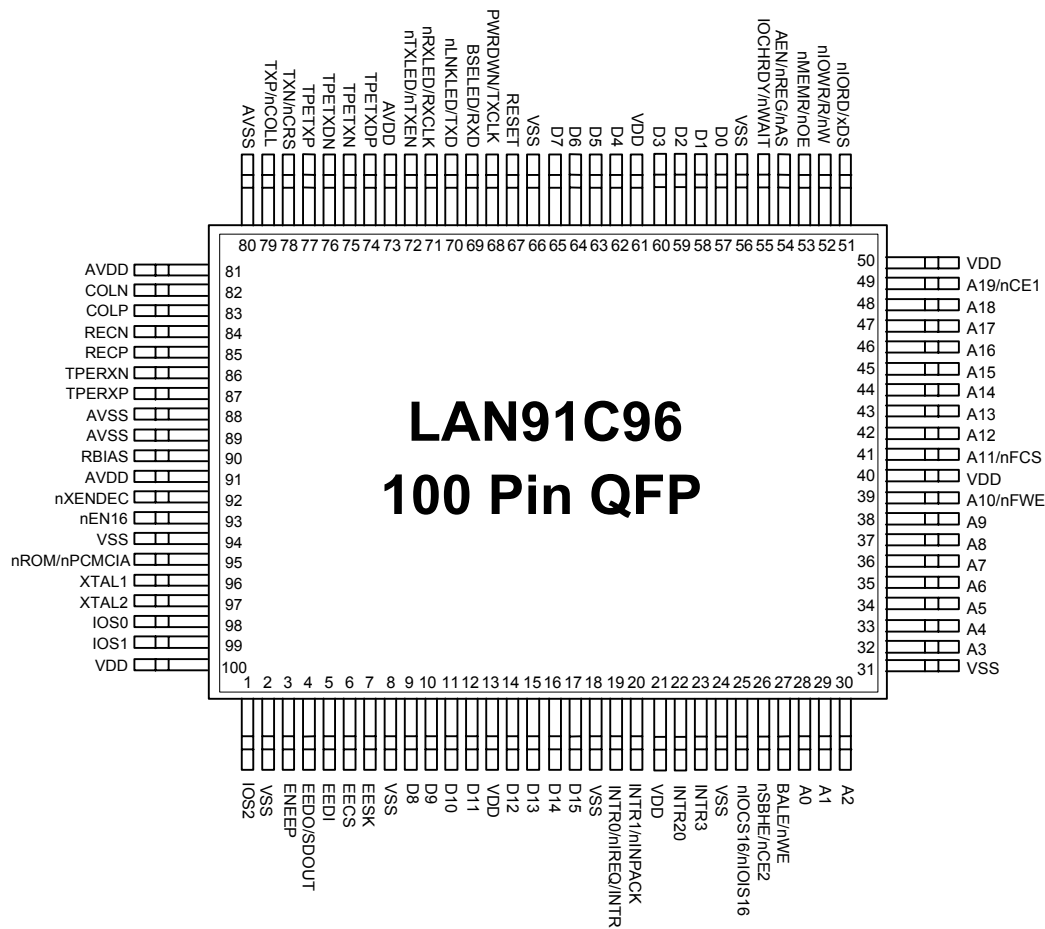 AVSS
TXP/nCOLL
TXN/nCRS
TPETXP
TPETXDN
TPETXN
TPETXDP
AVDD
nTXLED/nTXEN
nRXLED/RXCLK
nLNKLED/TXD
BSELED/RXD
PWRDWN/TXCLK
RESET
VSS
D7
D6
D5
D4
VDD
D3
D2
D1
D0
VSS
IOCHRDY/nWAIT
AEN/nREG/nAS
nMEMR/nOE
nIOWR/R/nW
nIORD/xDS
80 79 78 77 76 75 74 73 72 71 70 69 68 67 66 65 64 63 62 61 60 59 58 57 56 55 54 53 52 51
AVDD 81
COLN 82
COLP 83
RECN 84
RECP 85
TPERXN 86
TPERXP 87
AVSS 88
AVSS 89
RBIAS 90
AVDD 91
nXENDEC 92
nEN16 93
VSS 94
nROM/nPCMCIA 95
XTAL1 96
XTAL2 97
IOS0 98
IOS1 99
VDD 100
LAN91C96
100 Pin QFP
50 VDD
49 A19/nCE1
48 A18
47 A17
46 A16
45 A15
44 A14
43 A13
42 A12
41 A11/nFCS
40 VDD
39 A10/nFWE
38 A9
37 A8
36 A7
35 A6
34 A5
33 A4
32 A3
31 VSS
1 2 3 4 5 6 7 8 9 10 11 12 13 14 15 16 17 18 19 20 21 22 23 24 25 26 27 28 29 30
IOS2
VSS
ENEEP
EEDO/SDOUT
EEDI
EECS
EESK
VSS
D8
D9
D10
D11
VDD
D12
D13
D14
D15
VSS
INTR0/nIREQ/INTR
INTR1/nINPACK
VDD
INTR20
INTR3
VSS
nIOCS16/nIOIS16
nSBHE/nCE2
BALE/nWE
A0
A1
A2